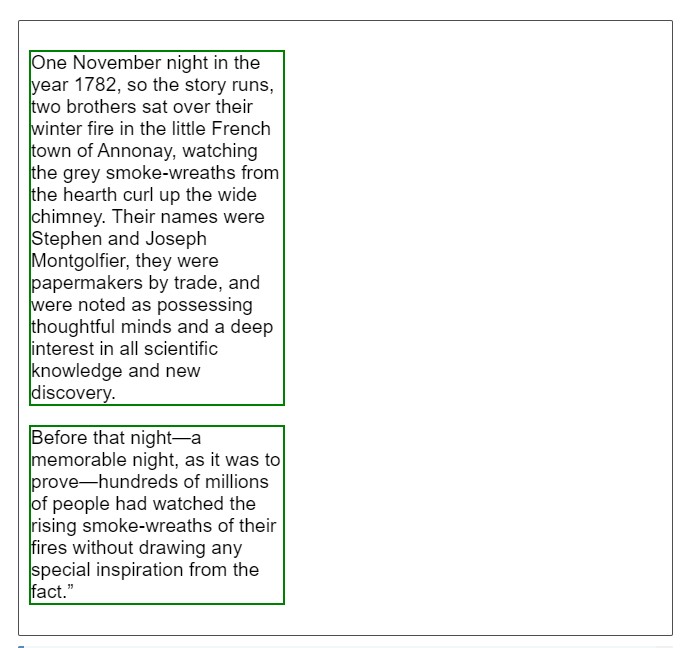 One November night in the
year 1782, so the story runs,
two brothers sat over their
winter fire in the little French
town of Annonay, watching
the grey smoke-wreaths from
the hearth curl up the wide
chimney. Their names were
Stephen and Joseph
Montgolfier, they were
papermakers by trade, and
were noted as possessing
thoughtful minds and a deep
interest in all scientific
knowledge and new
discovery.
Before that night—a
memorable night, as it was to
prove—hundreds of millions
of people had watched the
rising smoke-wreaths of their
fires without drawing any
special inspiration from the
fact.”